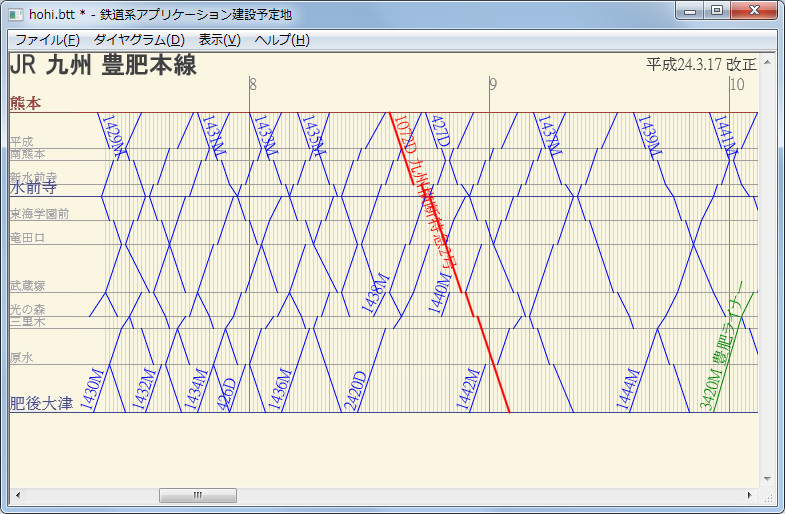 hohi.btt * - 鉄道系アプリケーション建設予定地
ファイル(F) ダイヤグラム(D) 表示(V) ヘルプ(H)
JR 九州 豊肥本線
平成24.3.17 改正
8 9 10
熊本
1429M 1431M 1433M 1435M 1072D 九州横断特急2号 427D 1437M 1439M 1441M
平成
南熊本
新水前寺
水前寺
東海学園前
竜田口
武蔵塚
1438M 1440M
光の森
三里木
原水
肥後大津
1430M 1432M 1434M 426D 1436M 2420D 1442M 1444M 3420M 豊肥ライナー